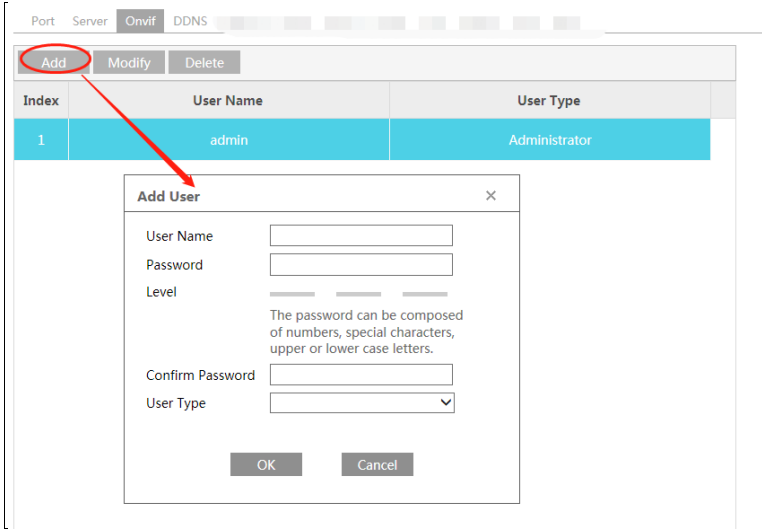 Port Server Onvif DDNS
Add Modify Delete
Index User Name User Type
1 admin Administrator
Add User ×
User Name
Password
Level
The password can be composed
of numbers, special characters,
upper or lower case letters.
Confirm Password
User Type
OK Cancel